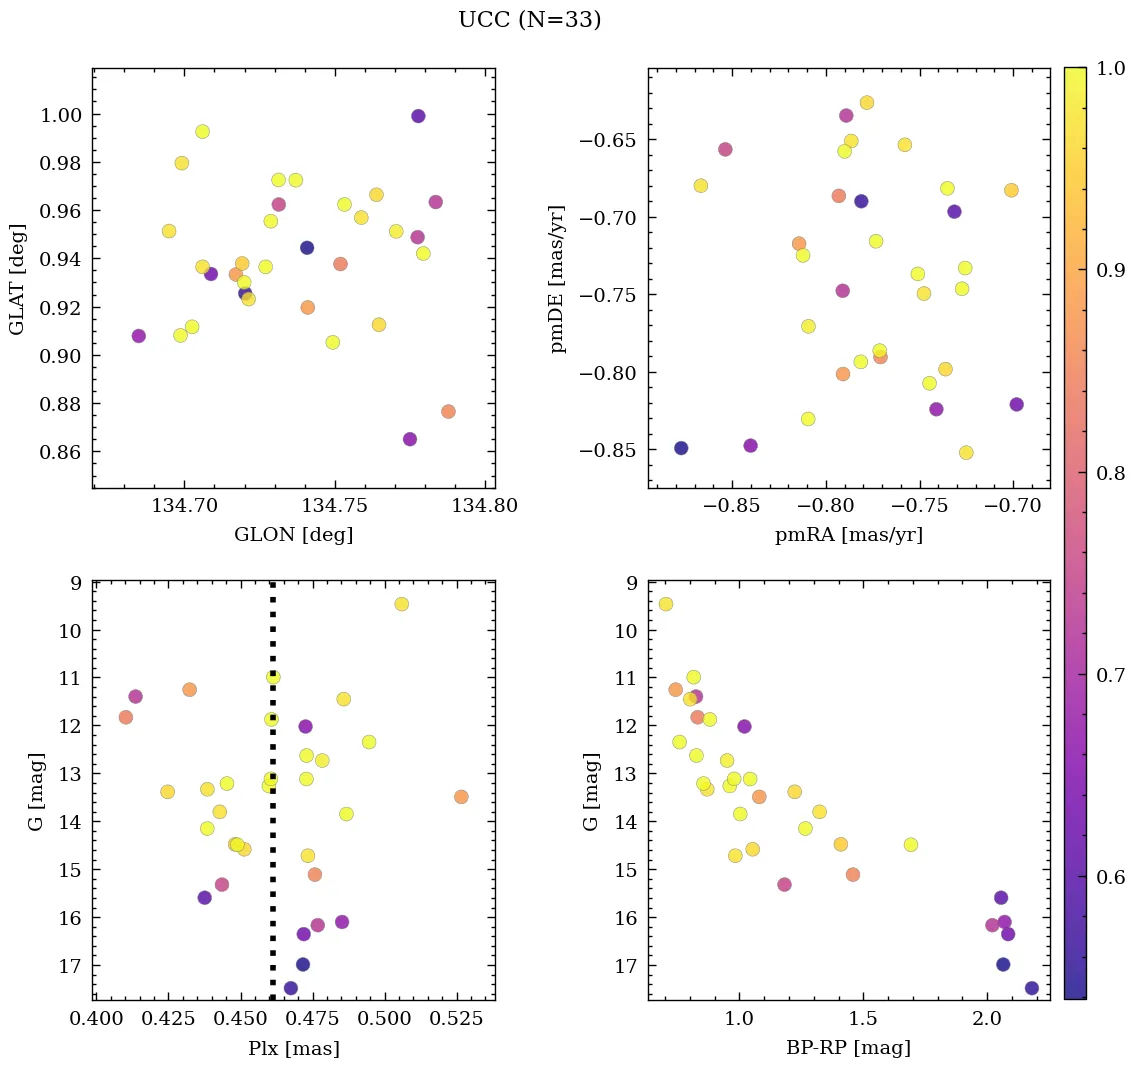 UCC (N=33)
1.00
0.98
0.96
0.94
0.92
0.90
0.88
0.86
GLAT [deg]
134.70 134.75 134.80
GLON [deg]
−0.65
−0.70
−0.75
−0.80
−0.85
pmDE [mas/yr]
−0.85 −0.80 −0.75 −0.70
pmRA [mas/yr]
1.0
0.9
0.8
0.7
0.6
9
10
11
12
13
14
15
16
17
G [mag]
0.400 0.425 0.450 0.475 0.500 0.525
Plx [mas]
9
10
11
12
13
14
15
16
17
G [mag]
1.0 1.5 2.0
BP-RP [mag]